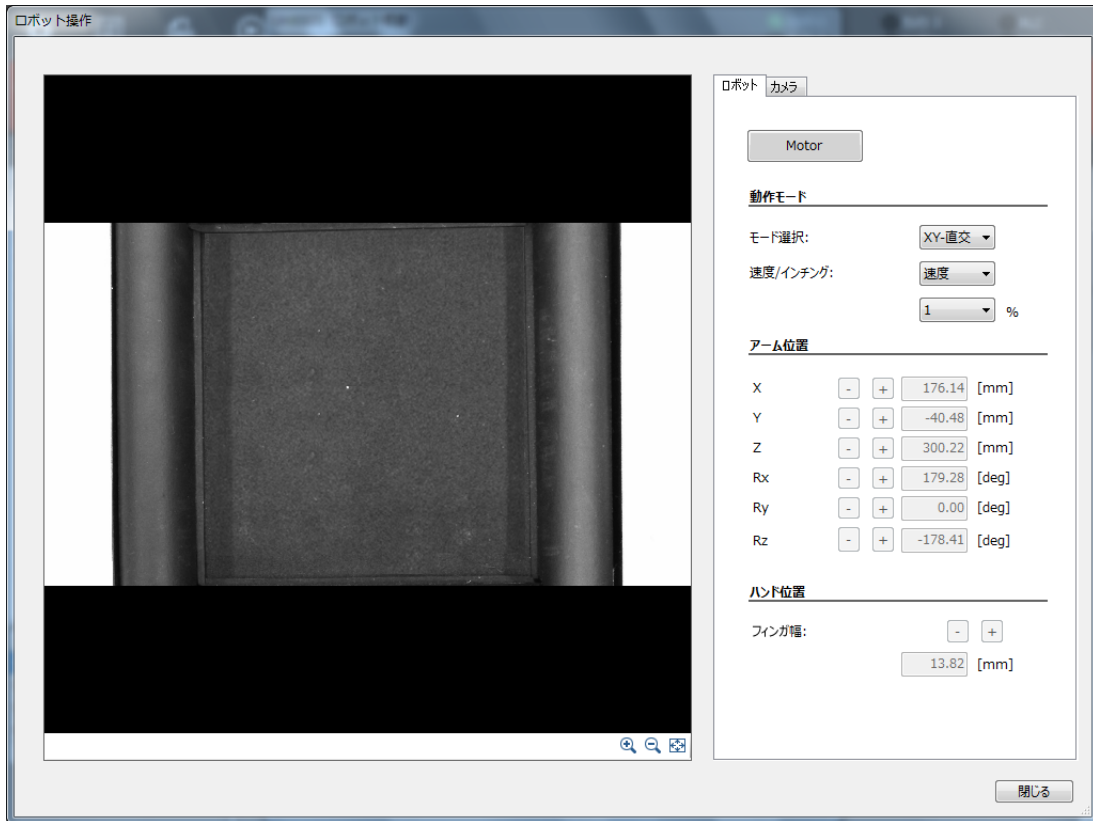 ロボット操作
ロボット カメラ
Motor
動作モード
モード選択: XY-直交
速度/インチング: 速度
1 %
アーム位置
X - + 176.14 [mm]
Y - + -40.48 [mm]
Z - + 300.22 [mm]
Rx - + 179.28 [deg]
Ry - + 0.00 [deg]
Rz - + -178.41 [deg]
ハンド位置
フィンガ幅: - +
13.82 [mm]
閉じる